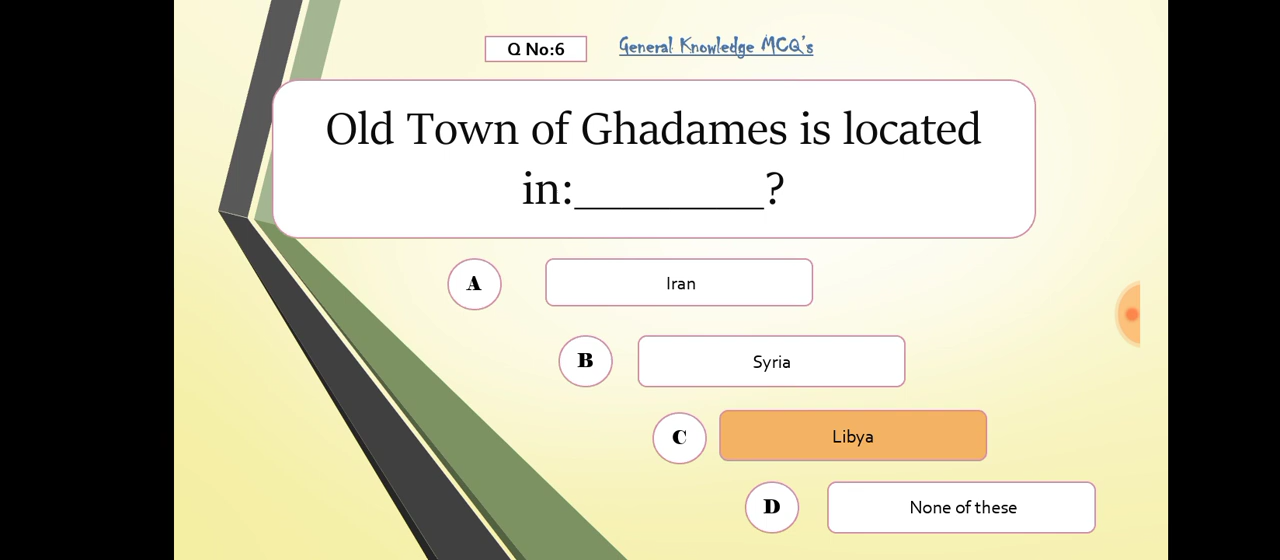 Q No:6
General Knowledge MCQ's
Old Town of Ghadames is located
in:________?
A
Iran
B
Syria
C
Libya
D
None of these